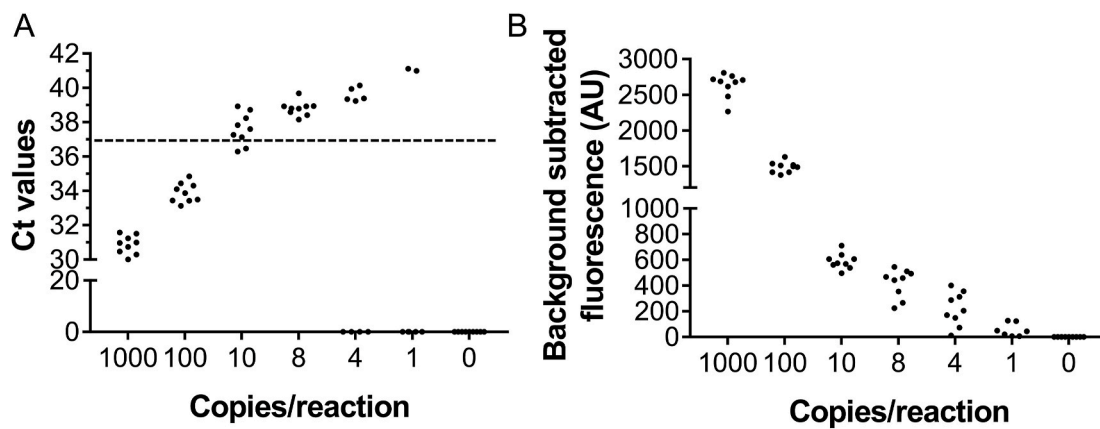 A
Ct values
42
40
38
36
34
32
30
20
0
1000 100 10 8 4 1 0
Copies/reaction
B
Background subtracted
fluorescence (AU)
3000
2500
2000
1500
1000
800
600
400
200
0
1000 100 10 8 4 1 0
Copies/reaction